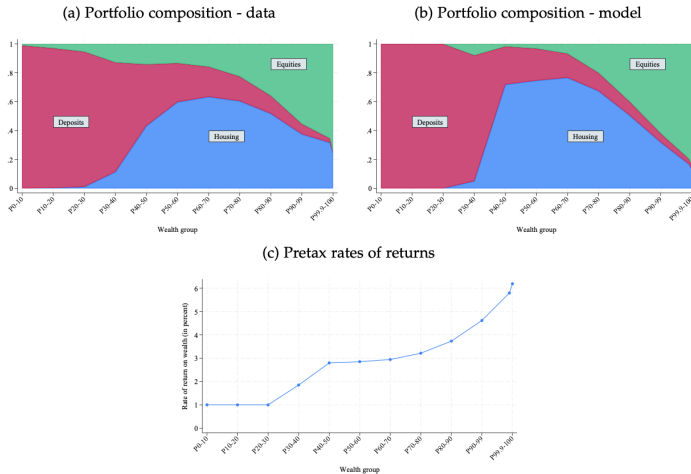 (a) Portfolio composition - data
1
.8
.6
.4
.2
0
Equities
Deposits
Housing
P0-10
P10-20
P20-30
P30-40
P40-50
P50-60
P60-70
P70-80
P80-90
P90-99
P99.9-100
Wealth group
(b) Portfolio composition - model
1
.8
.6
.4
.2
0
Equities
Deposits
Housing
P0-10
P10-20
P20-30
P30-40
P40-50
P50-60
P60-70
P70-80
P80-90
P90-99
P99.9-100
Wealth group
(c) Pretax rates of returns
Rate of return on wealth (in percent)
6
5
4
3
2
1
0
P0-10
P10-20
P20-30
P30-40
P40-50
P50-60
P60-70
P70-80
P80-90
P90-99
P99.9-100
Wealth group